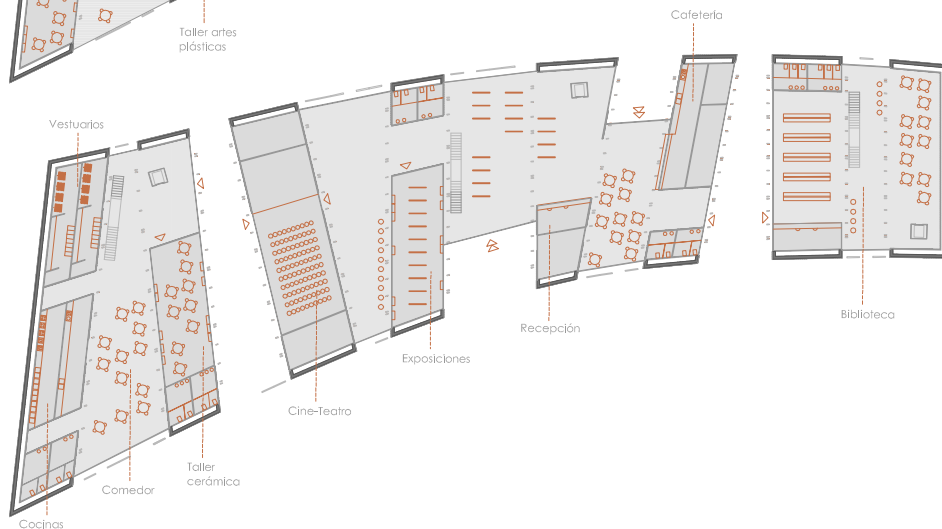 Cafetería
Taller artes
plásticas
Vestuarios
Biblioteca
Recepción
Exposiciones
Cine-Teatro
Taller
cerámica
Comedor
Cocinas